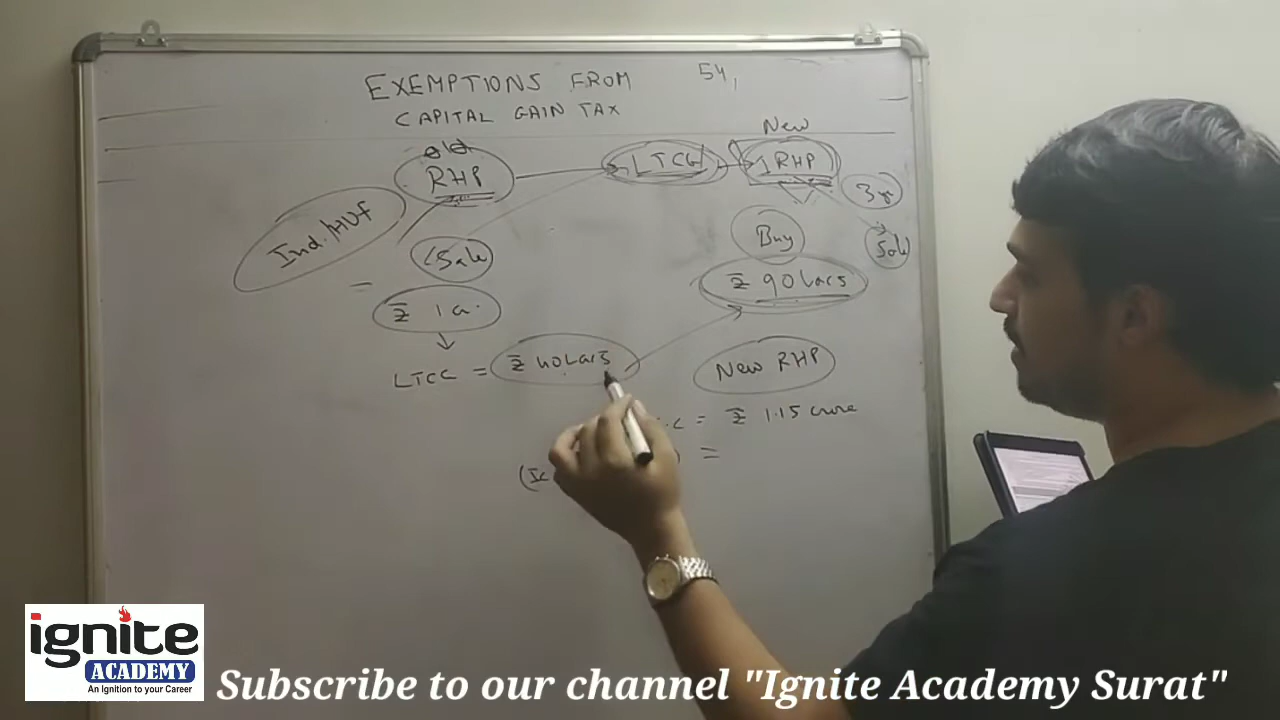 EXEMPTIONS FROM 54,
CAPITAL GAIN TAX
New
old
RHP LTCG 1 RHP
Ind./HUF 3yr
Sale Buy Sold
₹ 1 cr. ₹ 90 lacs
LTCG = ₹ 40 Lacs New RHP
.C = ₹ 1.15 crore
=
ignite
ACADEMY
An Ignition to your Career
Subscribe to our channel "Ignite Academy Surat"